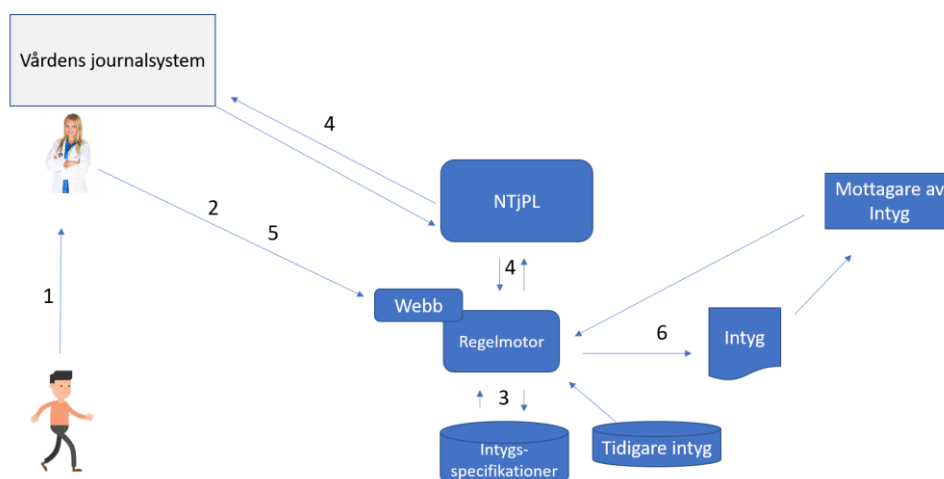 Vårdens journalsystem
4
NTjPL
Mottagare av
Intyg
2
5
4
1
Webb
Regelmotor
6
Intyg
3
Intygs-
specifikationer
Tidigare intyg